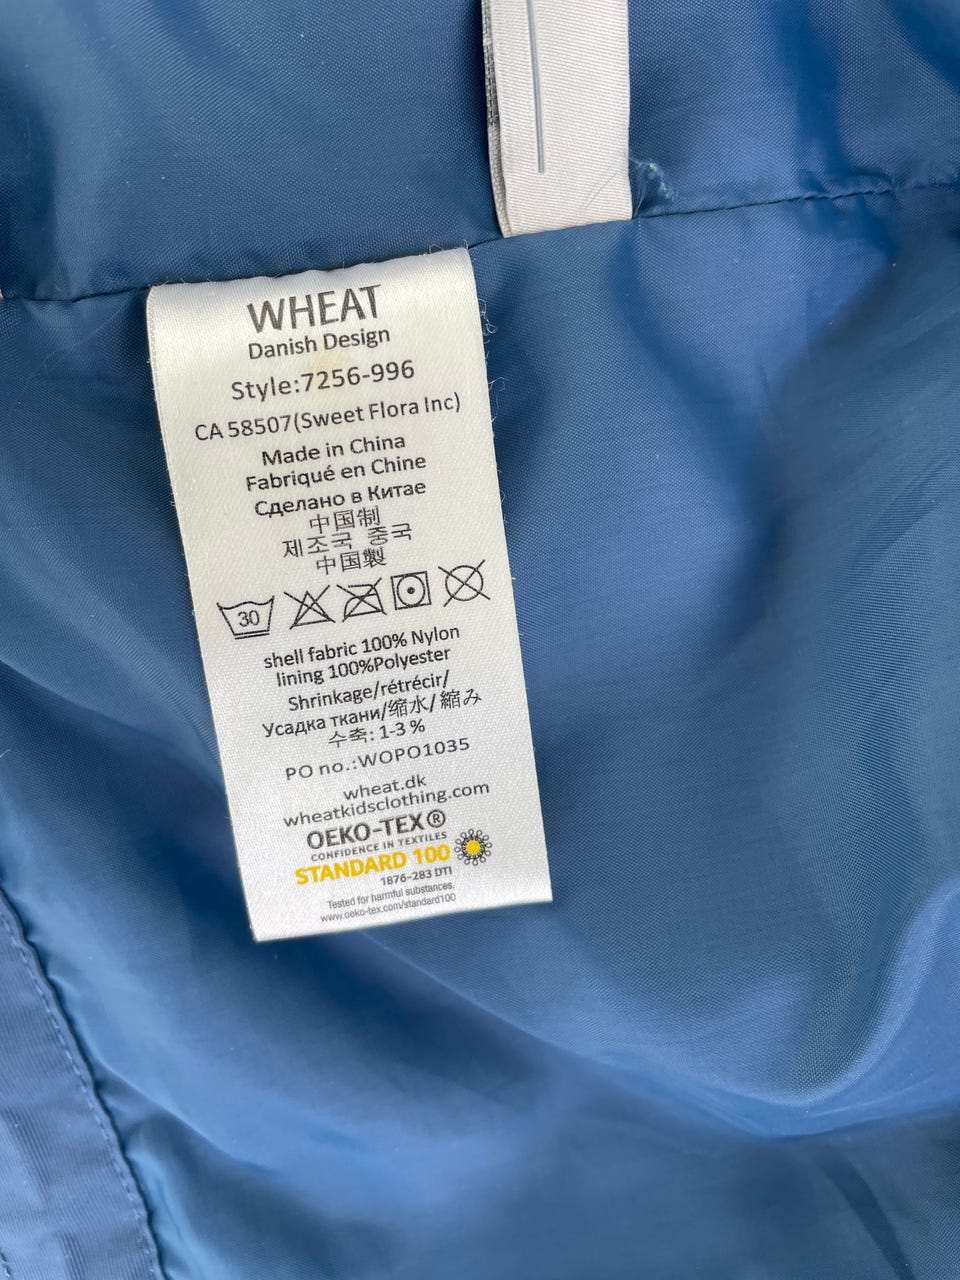 WHEAT
Danish Design
Style:7256-996
CA 58507(Sweet Flora Inc)
Made in China
Fabriqué en Chine
Сделано в Китае
中国制
제조국 중국
中国製
30
shell fabric 100% Nylon
lining 100%Polyester
Shrinkage/rétrécir/
Усадка ткани/缩水/ 縮み
수축: 1-3 %
PO no.:WOPO1035
wheat.dk
wheatkidsclothing.com
OEKO-TEX®
CONFIDENCE IN TEXTILES
STANDARD 100
1876-283 DTI
Tested for harmful substances.
www.oeko-tex.com/standard100